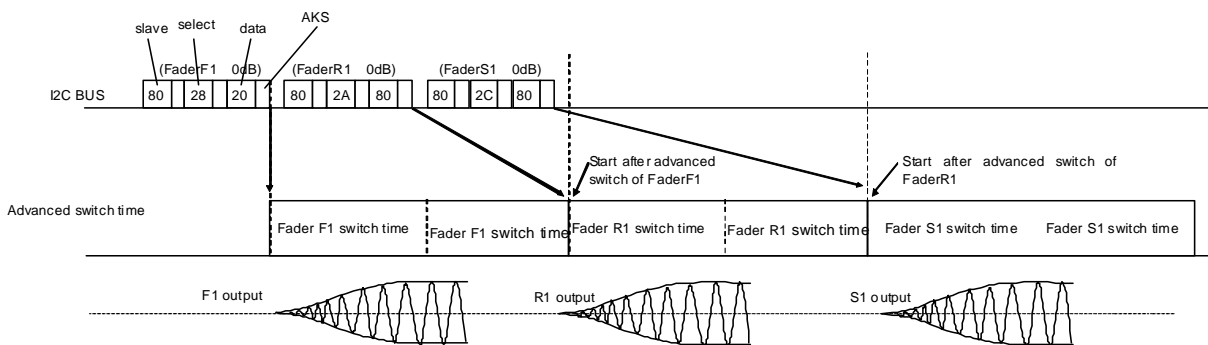 slave select data AKS
(FaderF1 0dB) (FaderR1 0dB) (FaderS1 0dB)
I2C BUS 80 28 20 80 2A 80 80 2C 80
Start after advanced switch of FaderF1
Start after advanced switch of FaderR1
Advanced switch time
Fader F1 switch time Fader F1 switch time Fader R1 switch time Fader R1 switch time Fader S1 switch time Fader S1 switch time
F1 output R1 output S1 output